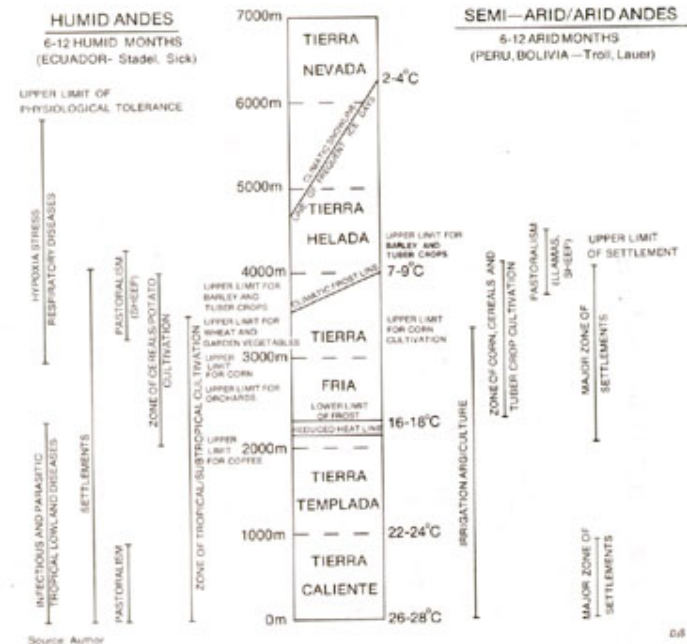 HUMID ANDES
6-12 HUMID MONTHS
(ECUADOR- Stadel, Sick)
UPPER LIMIT OF
PHYSIOLOGICAL TOLERANCE
HYPOXIA STRESS
RESPIRATORY DISEASES
INFECTIOUS AND PARASITIC
TROPICAL LOWLAND DISEASES
SETTLEMENTS
PASTORALISM
(SHEEP)
PASTORALISM
ZONE OF CEREALS/POTATO
CULTIVATION
ZONE OF TROPICAL/SUBTROPICAL CULTIVATION
UPPER LIMIT FOR
BARLEY AND
TUBER CROPS
UPPER LIMIT FOR
WHEAT AND
GARDEN VEGETABLES
UPPER
LIMIT
FOR CORN
UPPER LIMIT FOR
ORCHARDS
UPPER
LIMIT
FOR COFFEE
7000m
6000m
5000m
4000m
3000m
2000m
1000m
0m
TIERRA
NEVADA
CLIMATIC SNOWLINE
LINE OF FREQUENT ICE DAYS
TIERRA
HELADA
CLIMATIC FROST LINE
TIERRA
FRIA
LOWER LIMIT
OF FROST
REDUCED HEAT LINE
TIERRA
TEMPLADA
TIERRA
CALIENTE
2-4°C
7-9°C
16-18°C
22-24°C
26-28°C
SEMI-ARID/ARID ANDES
6-12 ARID MONTHS
(PERU, BOLIVIA-Troll, Lauer)
UPPER LIMIT FOR
BARLEY AND
TUBER CROPS
UPPER LIMIT
FOR CORN
CULTIVATION
IRRIGATION ARGICULTURE
ZONE OF CORN, CEREALS AND
TUBER CROP CULTIVATION
PASTORALISM
(LLAMAS,
SHEEP)
UPPER LIMIT
OF SETTLEMENT
MAJOR ZONE OF
SETTLEMENTS
MAJOR ZONE OF
SETTLEMENTS
Source: Author